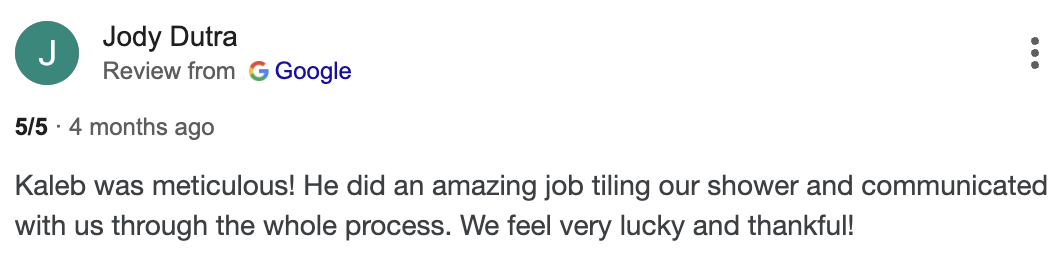 J
Jody Dutra
Review from Google
5/5 · 4 months ago
Kaleb was meticulous! He did an amazing job tiling our shower and communicated
with us through the whole process. We feel very lucky and thankful!